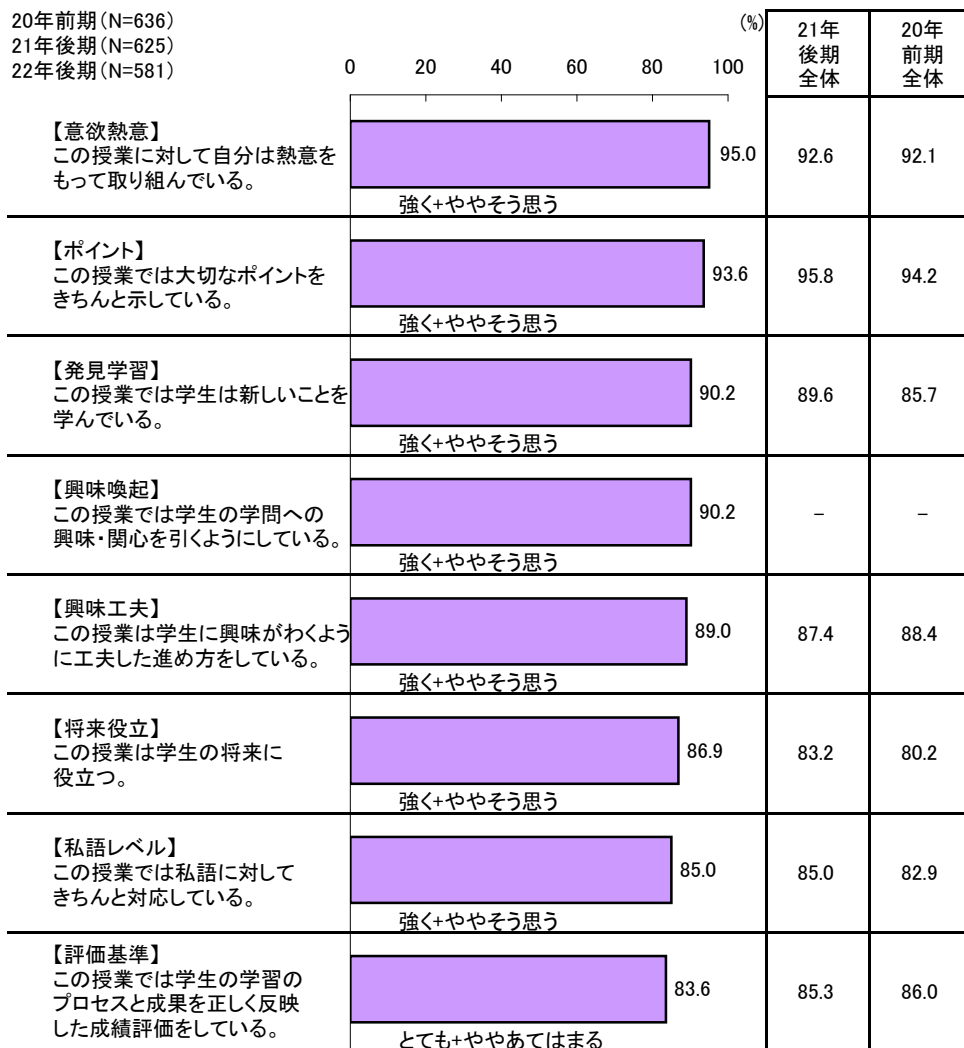 20年前期(N=636)
21年後期(N=625)
22年後期(N=581)
(%)
0 20 40 60 80 100
21年
後期
全体
20年
前期
全体
【意欲熱意】
この授業に対して自分は熱意を
もって取り組んでいる。
95.0
92.6
92.1
強く+ややそう思う
【ポイント】
この授業では大切なポイントを
きちんと示している。
93.6
95.8
94.2
強く+ややそう思う
【発見学習】
この授業では学生は新しいことを
学んでいる。
90.2
89.6
85.7
強く+ややそう思う
【興味喚起】
この授業では学生の学問への
興味・関心を引くようにしている。
90.2
－
－
強く+ややそう思う
【興味工夫】
この授業は学生に興味がわくよう
に工夫した進め方をしている。
89.0
87.4
88.4
強く+ややそう思う
【将来役立】
この授業は学生の将来に
役立つ。
86.9
83.2
80.2
強く+ややそう思う
【私語レベル】
この授業では私語に対して
きちんと対応している。
85.0
85.0
82.9
強く+ややそう思う
【評価基準】
この授業では学生の学習の
プロセスと成果を正しく反映
した成績評価をしている。
83.6
85.3
86.0
とても+ややあてはまる